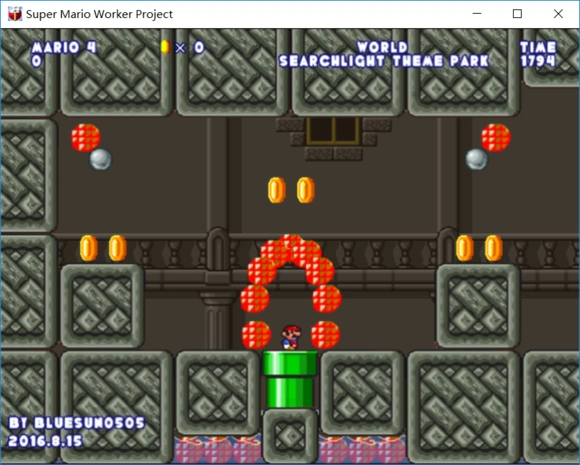 Super Mario Worker Project
MARIO 4
0
× 0
WORLD
SEARCHLIGHT THEME PARK
TIME
1794
BY BLUESUN0505
2016.8.15